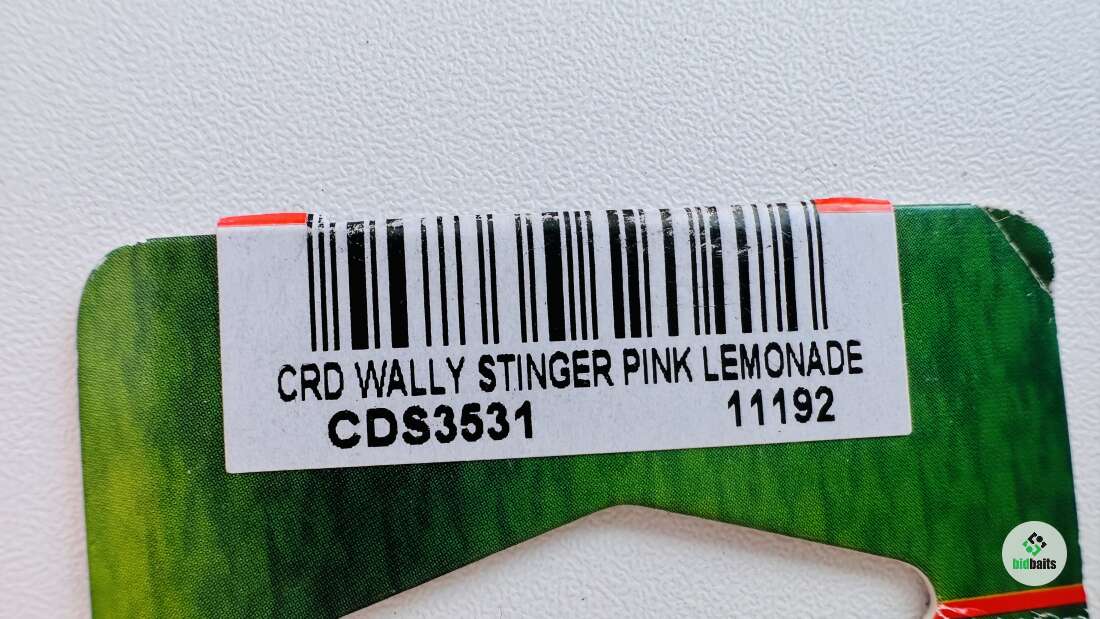 CRD WALLY STINGER PINK LEMONADE
CDS3531 11192
bidbaits